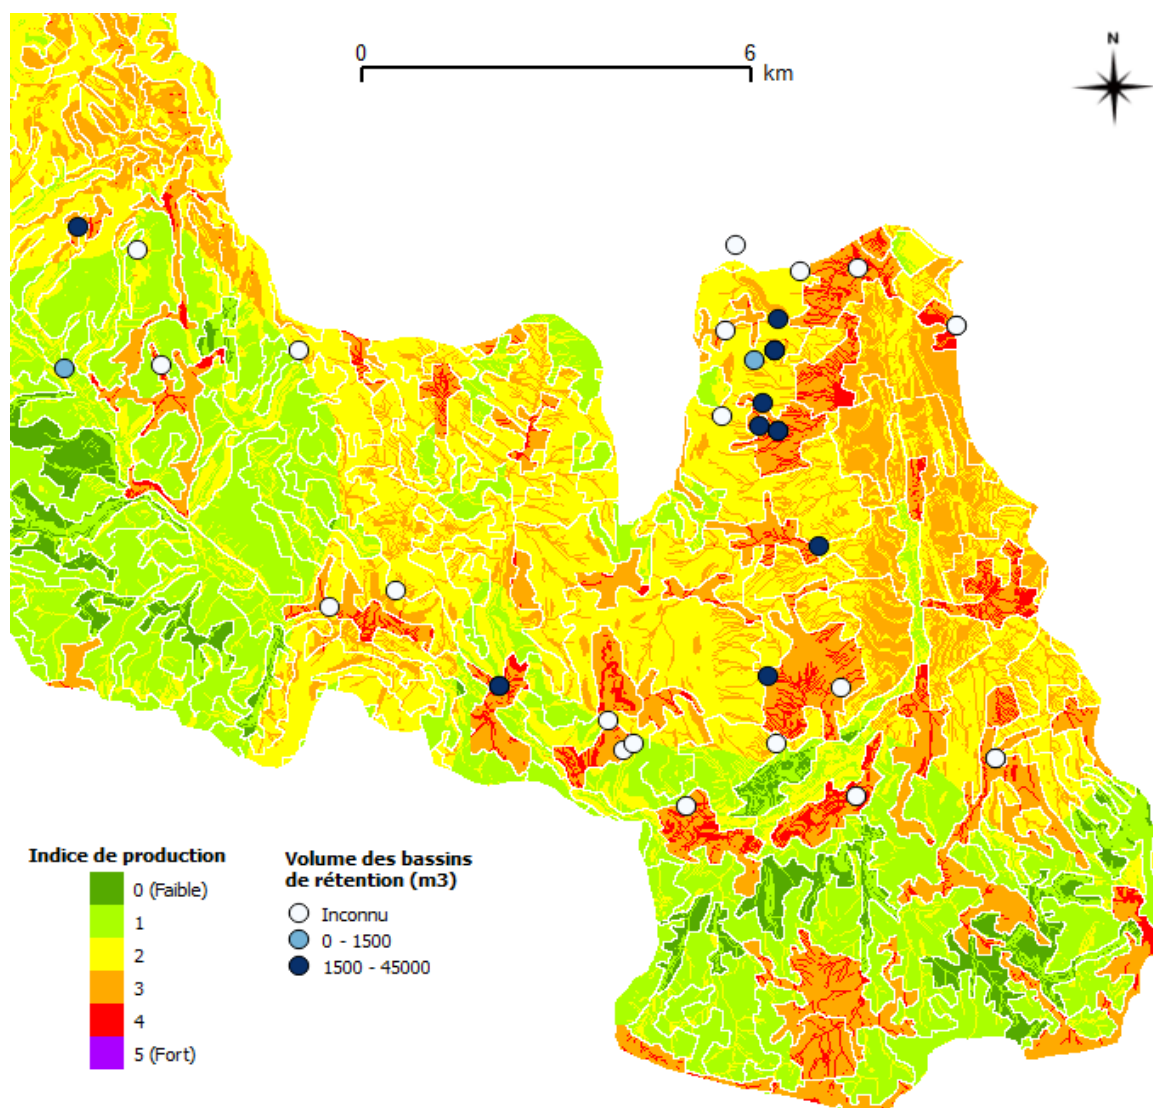 0 6
km
N
Indice de production
0 (Faible)
1
2
3
4
5 (Fort)
Volume des bassins
de rétention (m3)
Inconnu
0 - 1500
1500 - 45000